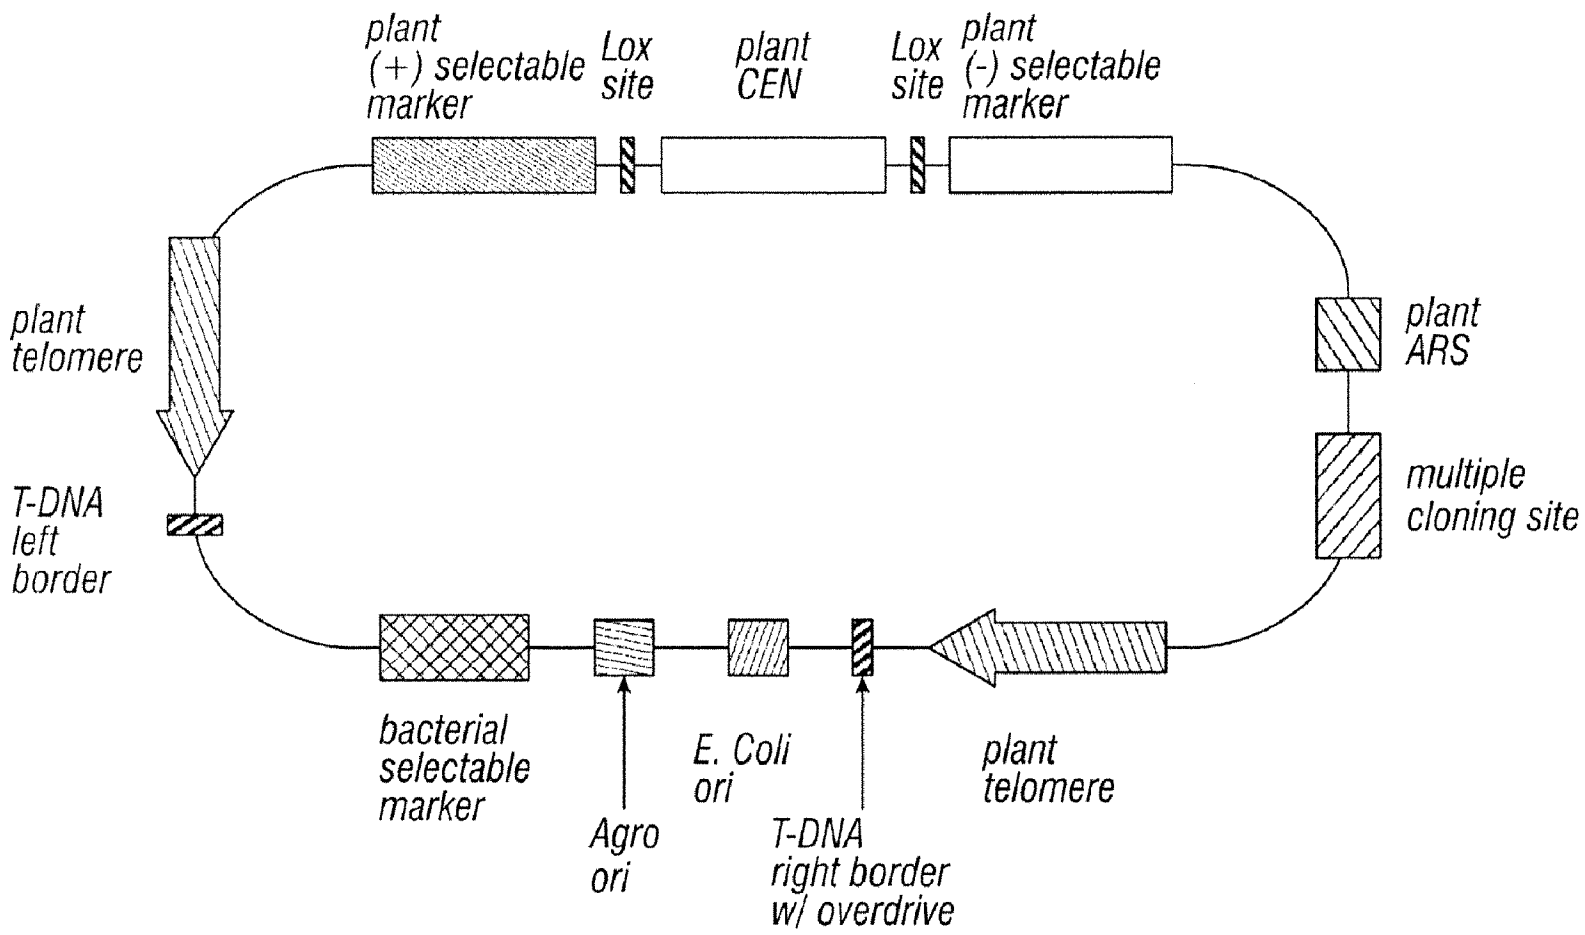 plant
(+) selectable
marker
Lox
site
plant
CEN
Lox
site
plant
(-) selectable
marker
plant
telomere
plant
ARS
multiple
cloning site
T-DNA
left
border
bacterial
selectable
marker
Agro
ori
E. Coli
ori
T-DNA
right border
w/ overdrive
plant
telomere